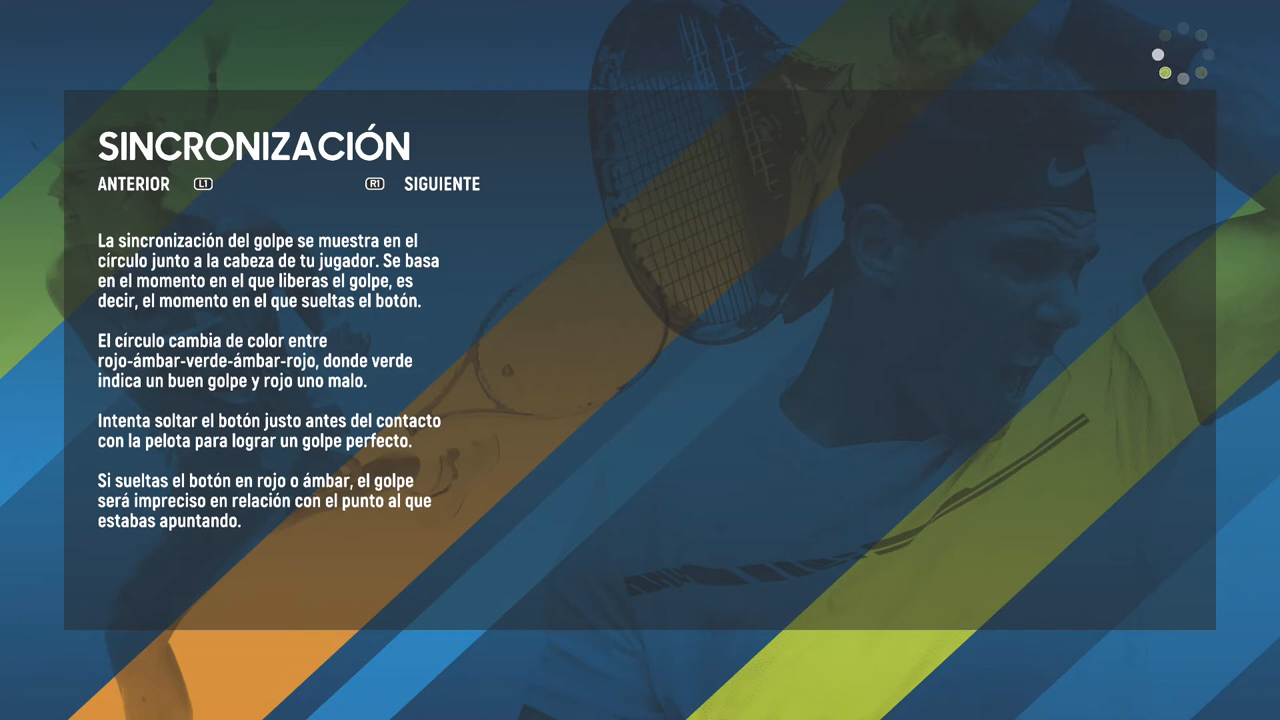 SINCRONIZACIÓN
ANTERIOR L1 R1 SIGUIENTE
La sincronización del golpe se muestra en el
círculo junto a la cabeza de tu jugador. Se basa
en el momento en el que liberas el golpe, es
decir, el momento en el que sueltas el botón.
El círculo cambia de color entre
rojo-ámbar-verde-ámbar-rojo, donde verde
indica un buen golpe y rojo uno malo.
Intenta soltar el botón justo antes del contacto
con la pelota para lograr un golpe perfecto.
Si sueltas el botón en rojo o ámbar, el golpe
será impreciso en relación con el punto al que
estabas apuntando.